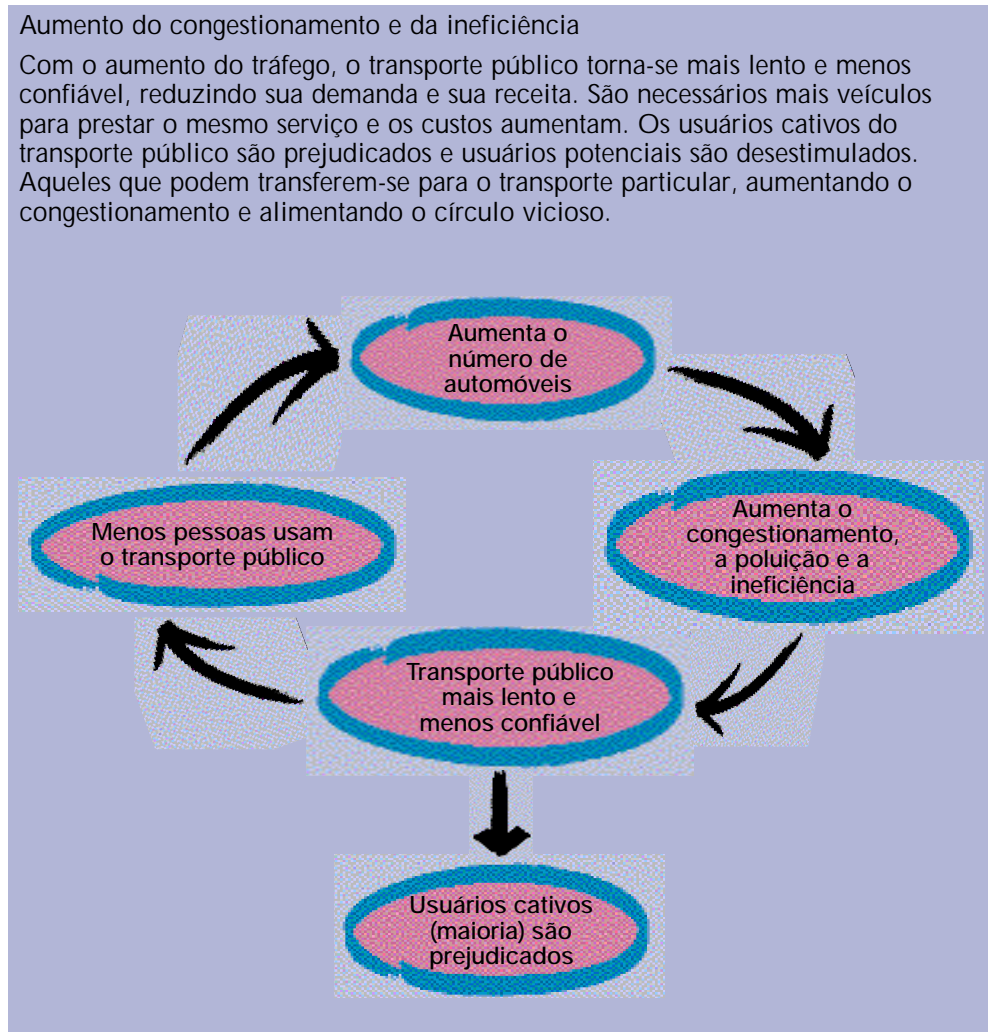 Aumento do congestionamento e da ineficiência
Com o aumento do tráfego, o transporte público torna-se mais lento e menos
confiável, reduzindo sua demanda e sua receita. São necessários mais veículos
para prestar o mesmo serviço e os custos aumentam. Os usuários cativos do
transporte público são prejudicados e usuários potenciais são desestimulados.
Aqueles que podem transferem-se para o transporte particular, aumentando o
congestionamento e alimentando o círculo vicioso.
Aumenta o
número de
automóveis
Aumenta o
congestionamento,
a poluição e a
ineficiência
Transporte público
mais lento e
menos confiável
Menos pessoas usam
o transporte público
Usuários cativos
(maioria) são
prejudicados